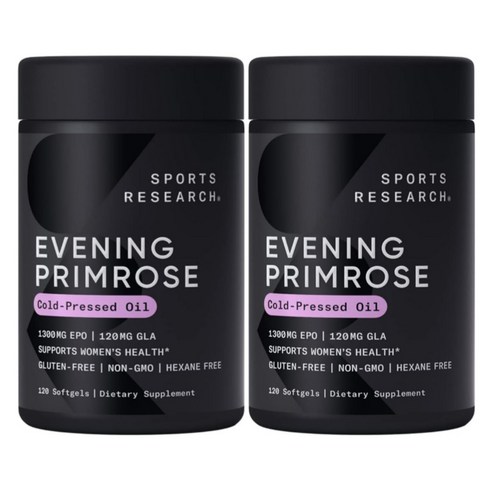 SPORTS
RESEARCH®
EVENING
PRIMROSE
Cold-Pressed Oil
1300MG EPO | 120MG GLA
SUPPORTS WOMEN'S HEALTH*
GLUTEN-FREE | NON-GMO | HEXANE FREE
120 Softgels | Dietary Supplement
SPORTS
RESEARCH®
EVENING
PRIMROSE
Cold-Pressed Oil
1300MG EPO | 120MG GLA
SUPPORTS WOMEN'S HEALTH*
GLUTEN-FREE | NON-GMO | HEXANE FREE
120 Softgels | Dietary Supplement